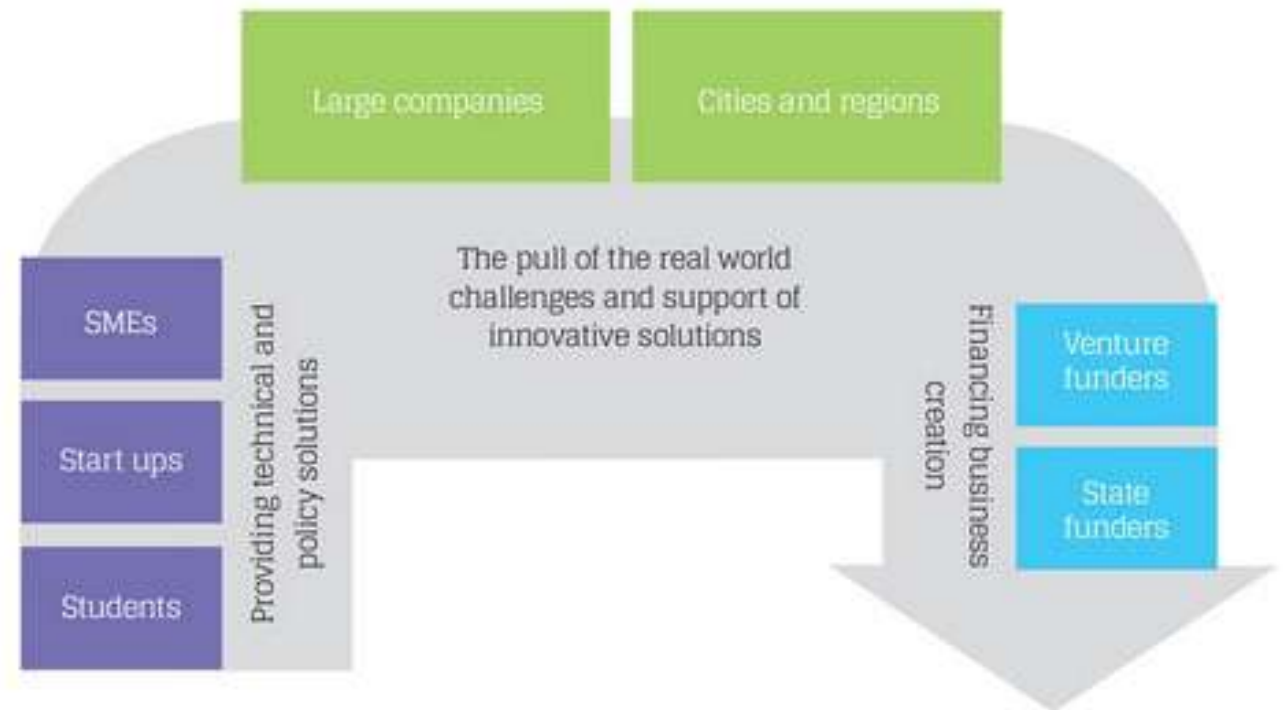 Large companies
Cities and regions
The pull of the real world
challenges and support of
innovative solutions
SMEs
Start ups
Students
Providing technical and
policy solutions
Financing business
creation
Venture
funders
State
funders